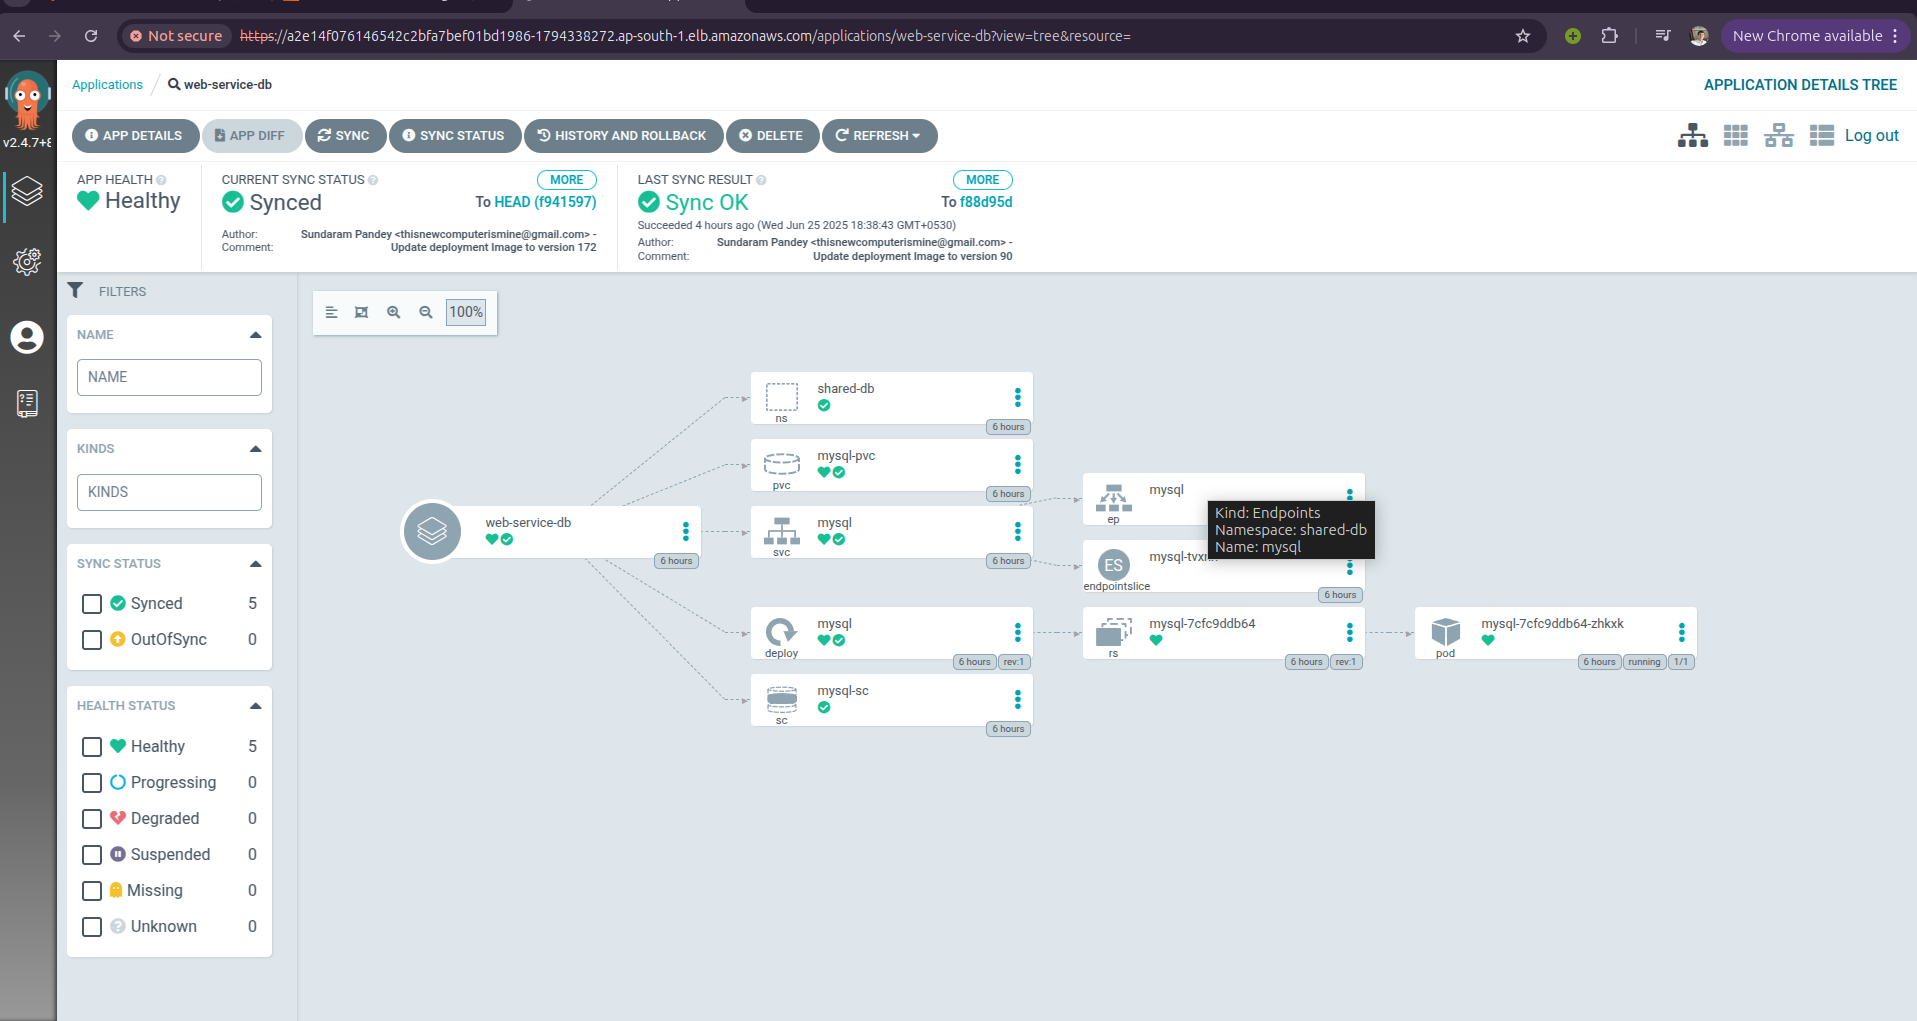 Not secure
https://a2e14f076146542c2bfa7bef01bd1986-1794338272.ap-south-1.elb.amazonaws.com/applications/web-service-db?view=tree&resource=
New Chrome available
v2.4.7+8
Applications / web-service-db
APPLICATION DETAILS TREE
APP DETAILS
APP DIFF
SYNC
SYNC STATUS
HISTORY AND ROLLBACK
DELETE
REFRESH
Log out
APP HEALTH
Healthy
CURRENT SYNC STATUS
MORE
Synced
To HEAD (f941597)
Author: Sundaram Pandey <thisnewcomputerismine@gmail.com> -
Comment: Update deployment Image to version 172
LAST SYNC RESULT
MORE
Sync OK
To f88d95d
Succeeded 4 hours ago (Wed Jun 25 2025 18:38:43 GMT+0530)
Author: Sundaram Pandey <thisnewcomputerismine@gmail.com> -
Comment: Update deployment Image to version 90
FILTERS
NAME
NAME
KINDS
KINDS
SYNC STATUS
Synced 5
OutOfSync 0
HEALTH STATUS
Healthy 5
Progressing 0
Degraded 0
Suspended 0
Missing 0
Unknown 0
100%
web-service-db
6 hours
shared-db
ns
6 hours
mysql-pvc
pvc
6 hours
mysql
svc
6 hours
mysql
deploy
6 hours
rev:1
mysql-sc
sc
6 hours
mysql
ep
Kind: Endpoints
Namespace: shared-db
Name: mysql
ES
endpointslice
6 hours
mysql-7cfc9ddb64
rs
6 hours
rev:1
mysql-7cfc9ddb64-zhkxk
pod
6 hours
running
1/1